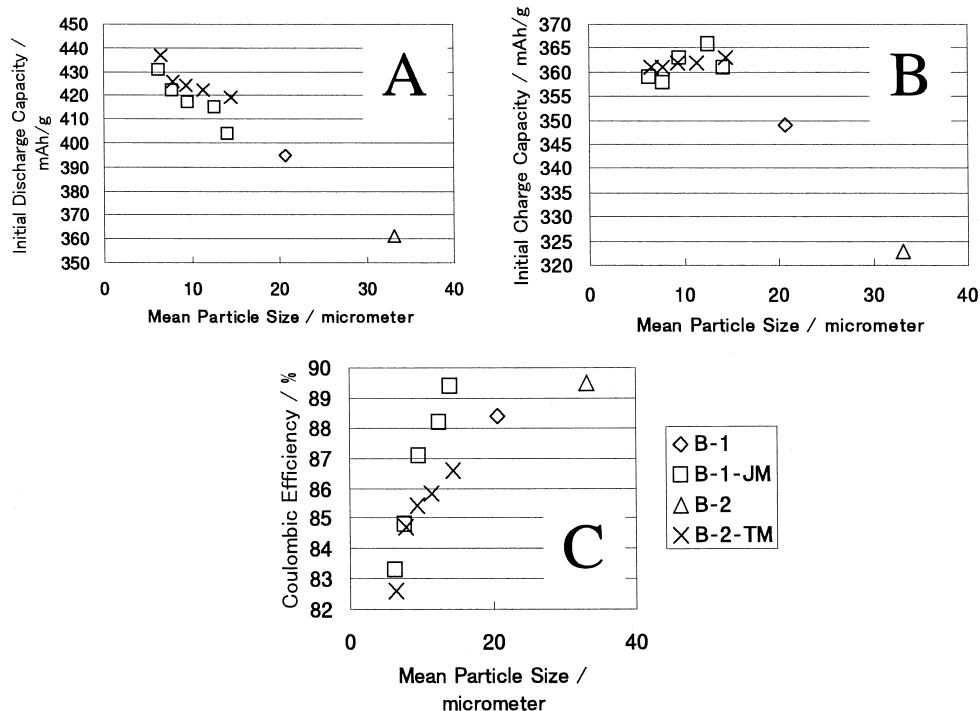 Initial Discharge Capacity /
mAh/g
450
440
430
420
410
400
390
380
370
360
350
0
10
20
30
40
Mean Particle Size / micrometer
A
Initial Charge Capacity / mAh/g
370
365
360
355
350
345
340
335
330
325
320
0
10
20
30
40
Mean Particle Size / micrometer
B
Coulombic Efficiency / %
90
89
88
87
86
85
84
83
82
0
20
40
Mean Particle Size /
micrometer
C
B-1
B-1-JM
B-2
B-2-TM